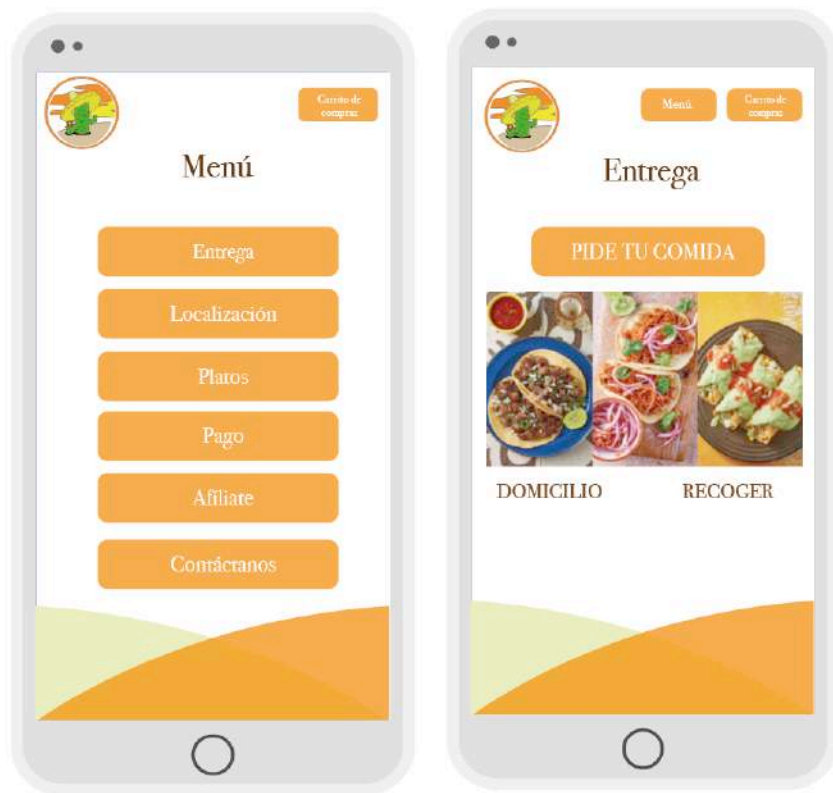 Carrito de
compras
Menú
Entrega
Localización
Platos
Pago
Afíliate
Contáctanos
Menú
Carrito de
compras
Entrega
PIDE TU COMIDA
DOMICILIO
RECOGER